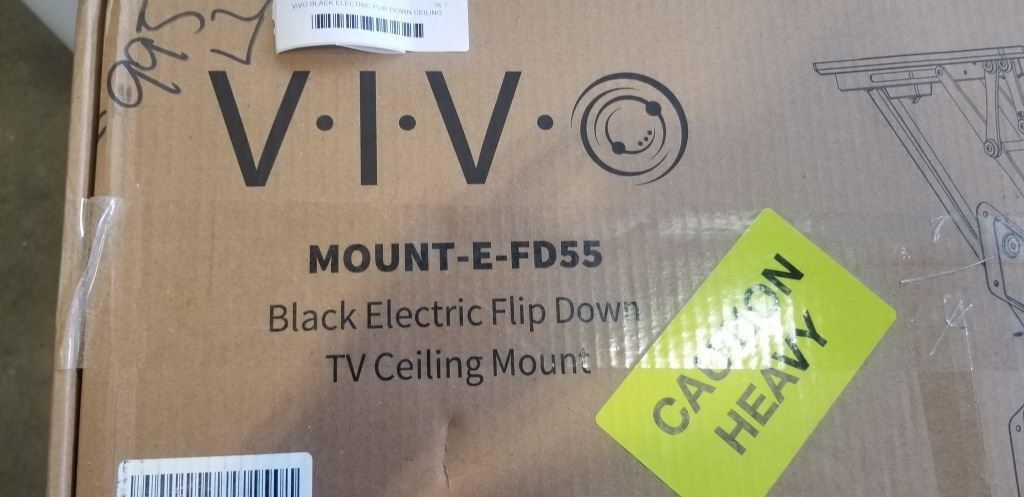 VIVO BLACK ELECTRIC FLIP DOWN CEILING
V·I·V·O
MOUNT-E-FD55
Black Electric Flip Down
TV Ceiling Mount
CAUTION
HEAVY